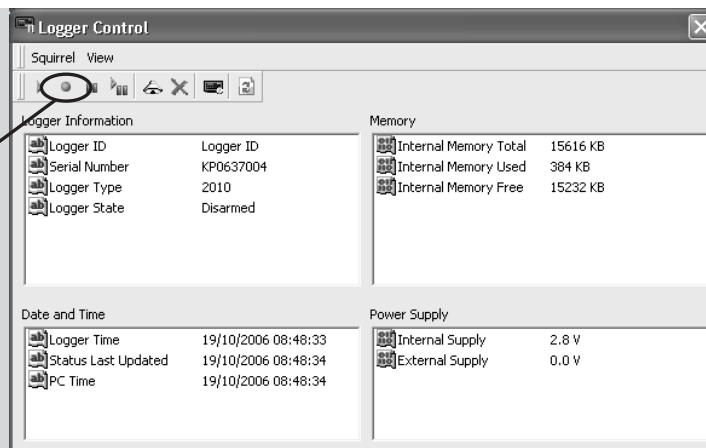 Logger Control
Squirrel View
Logger Information
Logger ID Logger ID
Serial Number KP0637004
Logger Type 2010
Logger State Disarmed
Memory
Internal Memory Total 15616 KB
Internal Memory Used 384 KB
Internal Memory Free 15232 KB
Date and Time
Logger Time 19/10/2006 08:48:33
Status Last Updated 19/10/2006 08:48:34
PC Time 19/10/2006 08:48:34
Power Supply
Internal Supply 2.8 V
External Supply 0.0 V